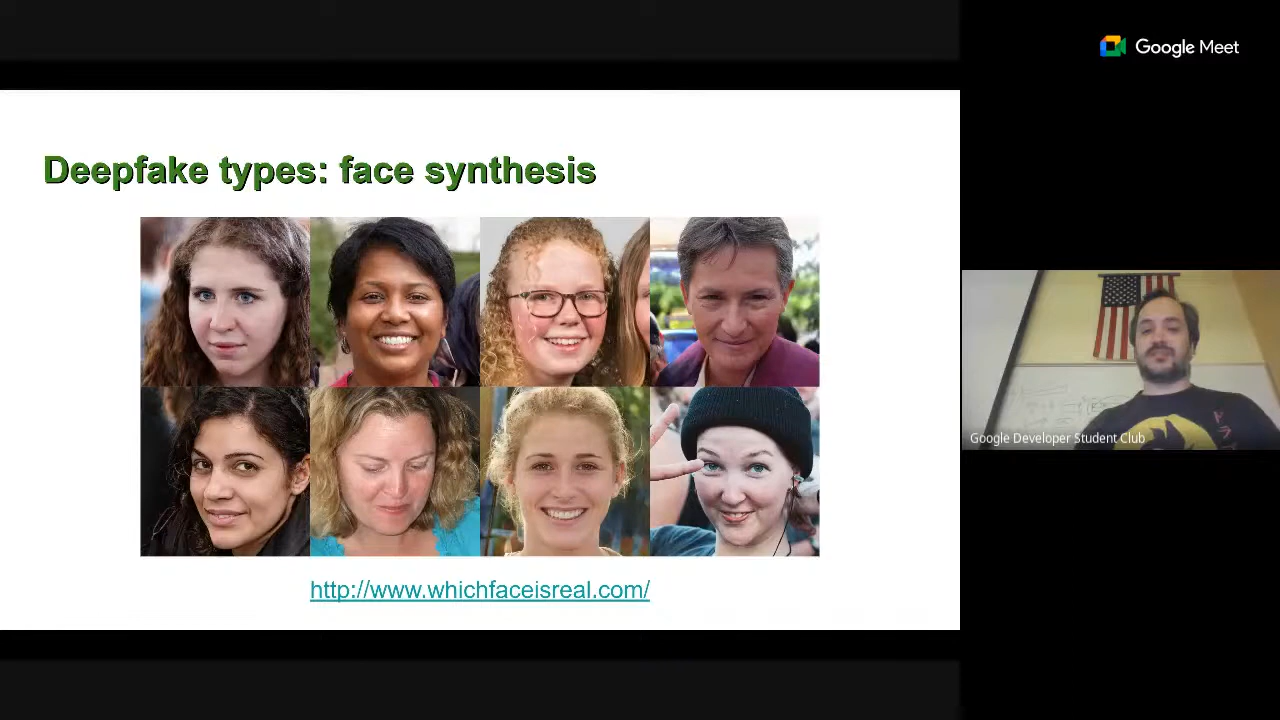 Google Meet
Deepfake types: face synthesis
Google Developer Student Club
http://www.whichfaceisreal.com/